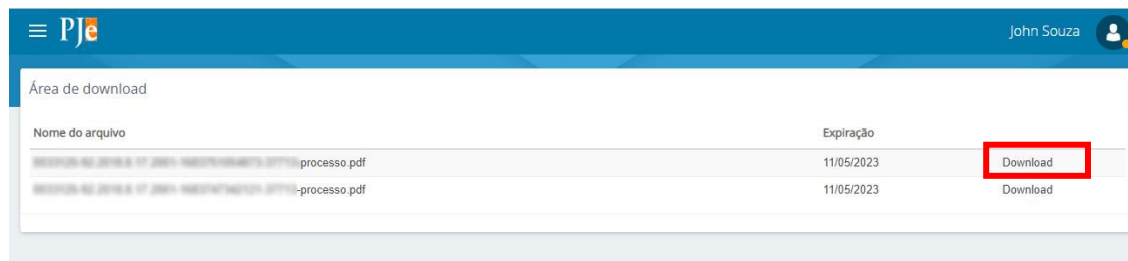 PJe
John Souza
Área de download
Nome do arquivo Expiração
-processo.pdf 11/05/2023 Download
-processo.pdf 11/05/2023 Download